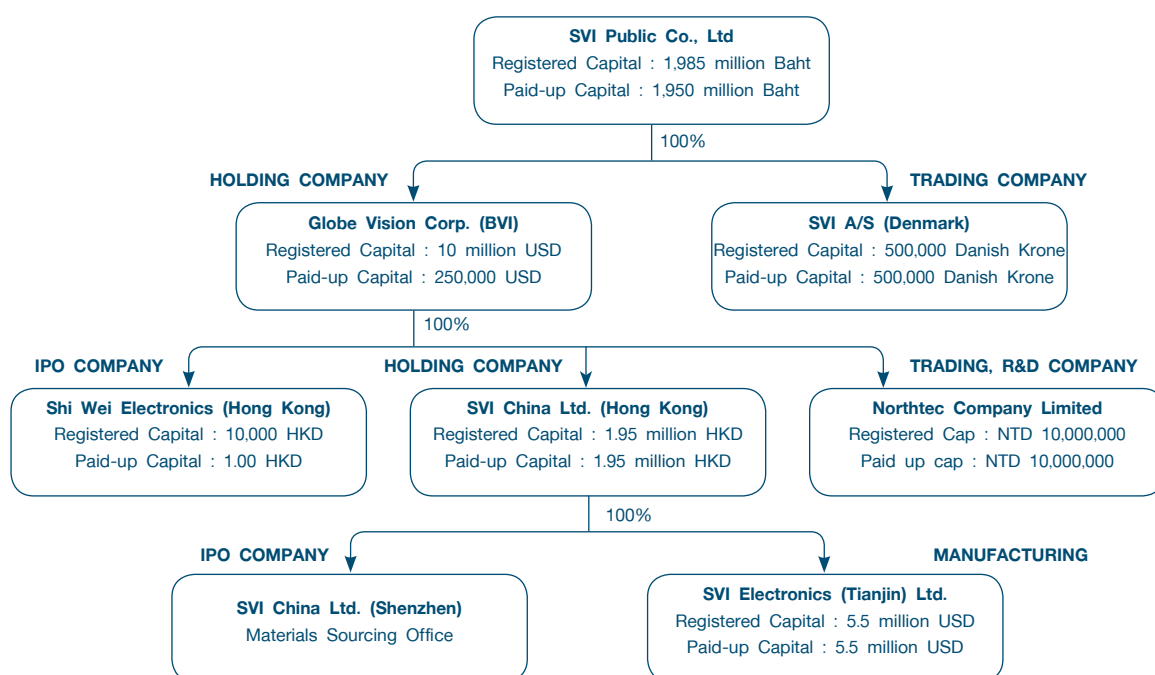 SVI Public Co., Ltd
Registered Capital : 1,985 million Baht
Paid-up Capital : 1,950 million Baht
100%
HOLDING COMPANY
TRADING COMPANY
Globe Vision Corp. (BVI)
Registered Capital : 10 million USD
Paid-up Capital : 250,000 USD
SVI A/S (Denmark)
Registered Capital : 500,000 Danish Krone
Paid-up Capital : 500,000 Danish Krone
100%
IPO COMPANY
HOLDING COMPANY
TRADING, R&D COMPANY
Shi Wei Electronics (Hong Kong)
Registered Capital : 10,000 HKD
Paid-up Capital : 1.00 HKD
SVI China Ltd. (Hong Kong)
Registered Capital : 1.95 million HKD
Paid-up Capital : 1.95 million HKD
Northtec Company Limited
Registered Cap : NTD 10,000,000
Paid up cap : NTD 10,000,000
100%
IPO COMPANY
MANUFACTURING
SVI China Ltd. (Shenzhen)
Materials Sourcing Office
SVI Electronics (Tianjin) Ltd.
Registered Capital : 5.5 million USD
Paid-up Capital : 5.5 million USD